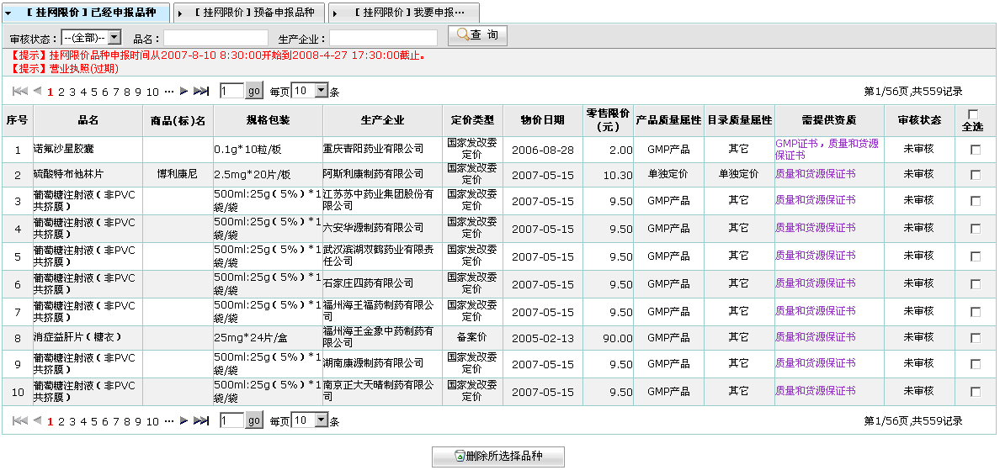 【挂网限价】已经申报品种 【挂网限价】预备申报品种 【挂网限价】我要申报…
审核状态： --(全部)-- 品名： 生产企业： 查 询
【提示】挂网限价品种申报时间从2007-8-10 8:30:00开始到2008-4-27 17:30:00截止。
【提示】营业执照(过期)
1 2 3 4 5 6 7 8 9 10 … 1 go 每页 10 条 第1/56页,共559记录
序号 品名 商品(标)名 规格包装 生产企业 定价类型 物价日期 零售限价（元） 产品质量属性 目录质量属性 需提供资质 审核状态 全选
1 诺氟沙星胶囊 0.1g*10粒/板 重庆青阳药业有限公司 国家发改委定价 2006-08-28 2.00 GMP产品 其它 GMP证书，质量和货源保证书 未审核
2 硫酸特布他林片 博利康尼 2.5mg*20片/板 阿斯利康制药有限公司 国家发改委定价 2007-05-15 10.30 单独定价 单独定价 质量和货源保证书 未审核
3 葡萄糖注射液（非PVC共挤膜） 500ml:25g（5%）*1袋/袋 江苏苏中药业集团股份有限公司 国家发改委定价 2007-05-15 9.50 GMP产品 其它 质量和货源保证书 未审核
4 葡萄糖注射液（非PVC共挤膜） 500ml:25g（5%）*1袋/袋 六安华源制药有限公司 国家发改委定价 2007-05-15 9.50 GMP产品 其它 质量和货源保证书 未审核
5 葡萄糖注射液（非PVC共挤膜） 500ml:25g（5%）*1袋/袋 武汉滨湖双鹤药业有限责任公司 国家发改委定价 2007-05-15 9.50 GMP产品 其它 质量和货源保证书 未审核
6 葡萄糖注射液（非PVC共挤膜） 500ml:25g（5%）*1袋/袋 石家庄四药有限公司 国家发改委定价 2007-05-15 9.50 GMP产品 其它 质量和货源保证书 未审核
7 葡萄糖注射液（非PVC共挤膜） 500ml:25g（5%）*1袋/袋 福州海王福药制药有限公司 国家发改委定价 2007-05-15 9.50 GMP产品 其它 质量和货源保证书 未审核
8 消症益肝片（糖衣） 25mg*24片/盒 福州海王金象中药制药有限公司 备案价 2005-02-13 90.00 GMP产品 其它 质量和货源保证书 未审核
9 葡萄糖注射液（非PVC共挤膜） 500ml:25g（5%）*1袋/袋 湖南康源制药有限公司 国家发改委定价 2007-05-15 9.50 GMP产品 其它 质量和货源保证书 未审核
10 葡萄糖注射液（非PVC共挤膜） 500ml:25g（5%）*1袋/袋 南京正大天晴制药有限公司 国家发改委定价 2007-05-15 9.50 GMP产品 其它 质量和货源保证书 未审核
1 2 3 4 5 6 7 8 9 10 … 1 go 每页 10 条 第1/56页,共559记录
删除所选择品种